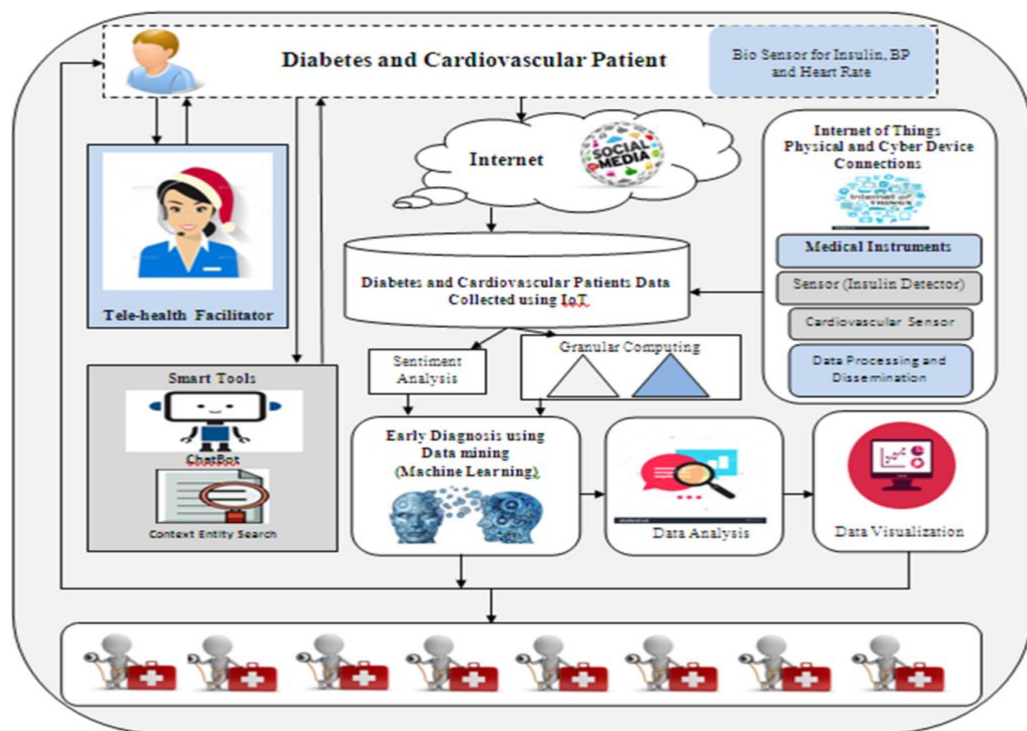 Diabetes and Cardiovascular Patient
Bio Sensor for Insulin, BP
and Heart Rate
Internet
SOCIAL
MEDIA
Internet of Things
Physical and Cyber Device
Connections
Internet of
THINGS
Medical Instruments
Sensor (Insulin Detector)
Cardiovascular Sensor
Data Processing and
Dissemination
Tele-health Facilitator
Diabetes and Cardiovascular Patients Data
Collected using IoT
Sentiment
Analysis
Granular Computing
Smart Tools
ChatBot
Context Entity Search
Early Diagnosis using
Data mining
(Machine Learning)
Data Analysis
Data Visualization